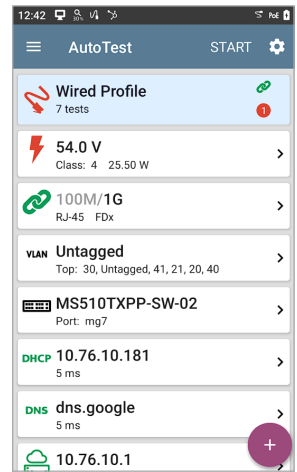 12:42 30% PoE
AutoTest START
Wired Profile
7 tests 1
54.0 V
Class: 4 25.50 W
100M/1G
RJ-45 FDx
VLAN Untagged
Top: 30, Untagged, 41, 21, 20, 40
MS510TXPP-SW-02
Port: mg7
DHCP 10.76.10.181
5 ms
DNS dns.google
5 ms
10.76.10.1